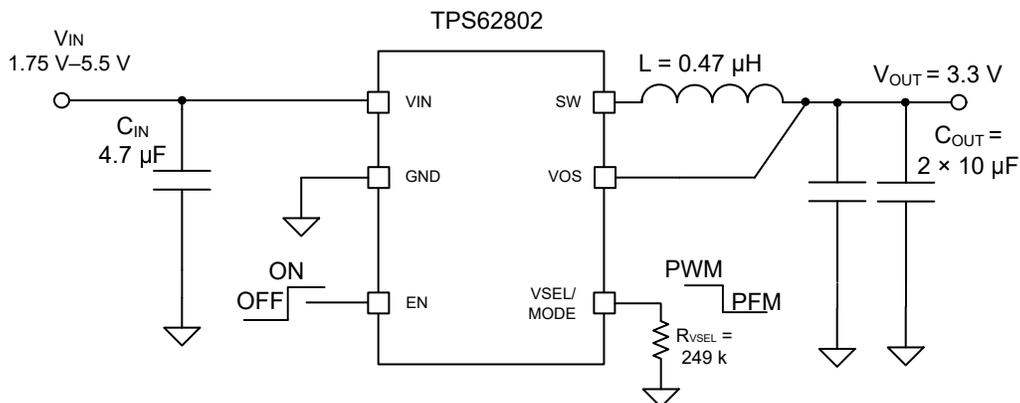 TPS62802
VIN
1.75 V–5.5 V
L = 0.47 µH
VOUT = 3.3 V
VIN
SW
CIN
4.7 µF
COUT =
2 × 10 µF
GND
VOS
ON
OFF
EN
VSEL/
MODE
PWM
PFM
RVSEL =
249 k